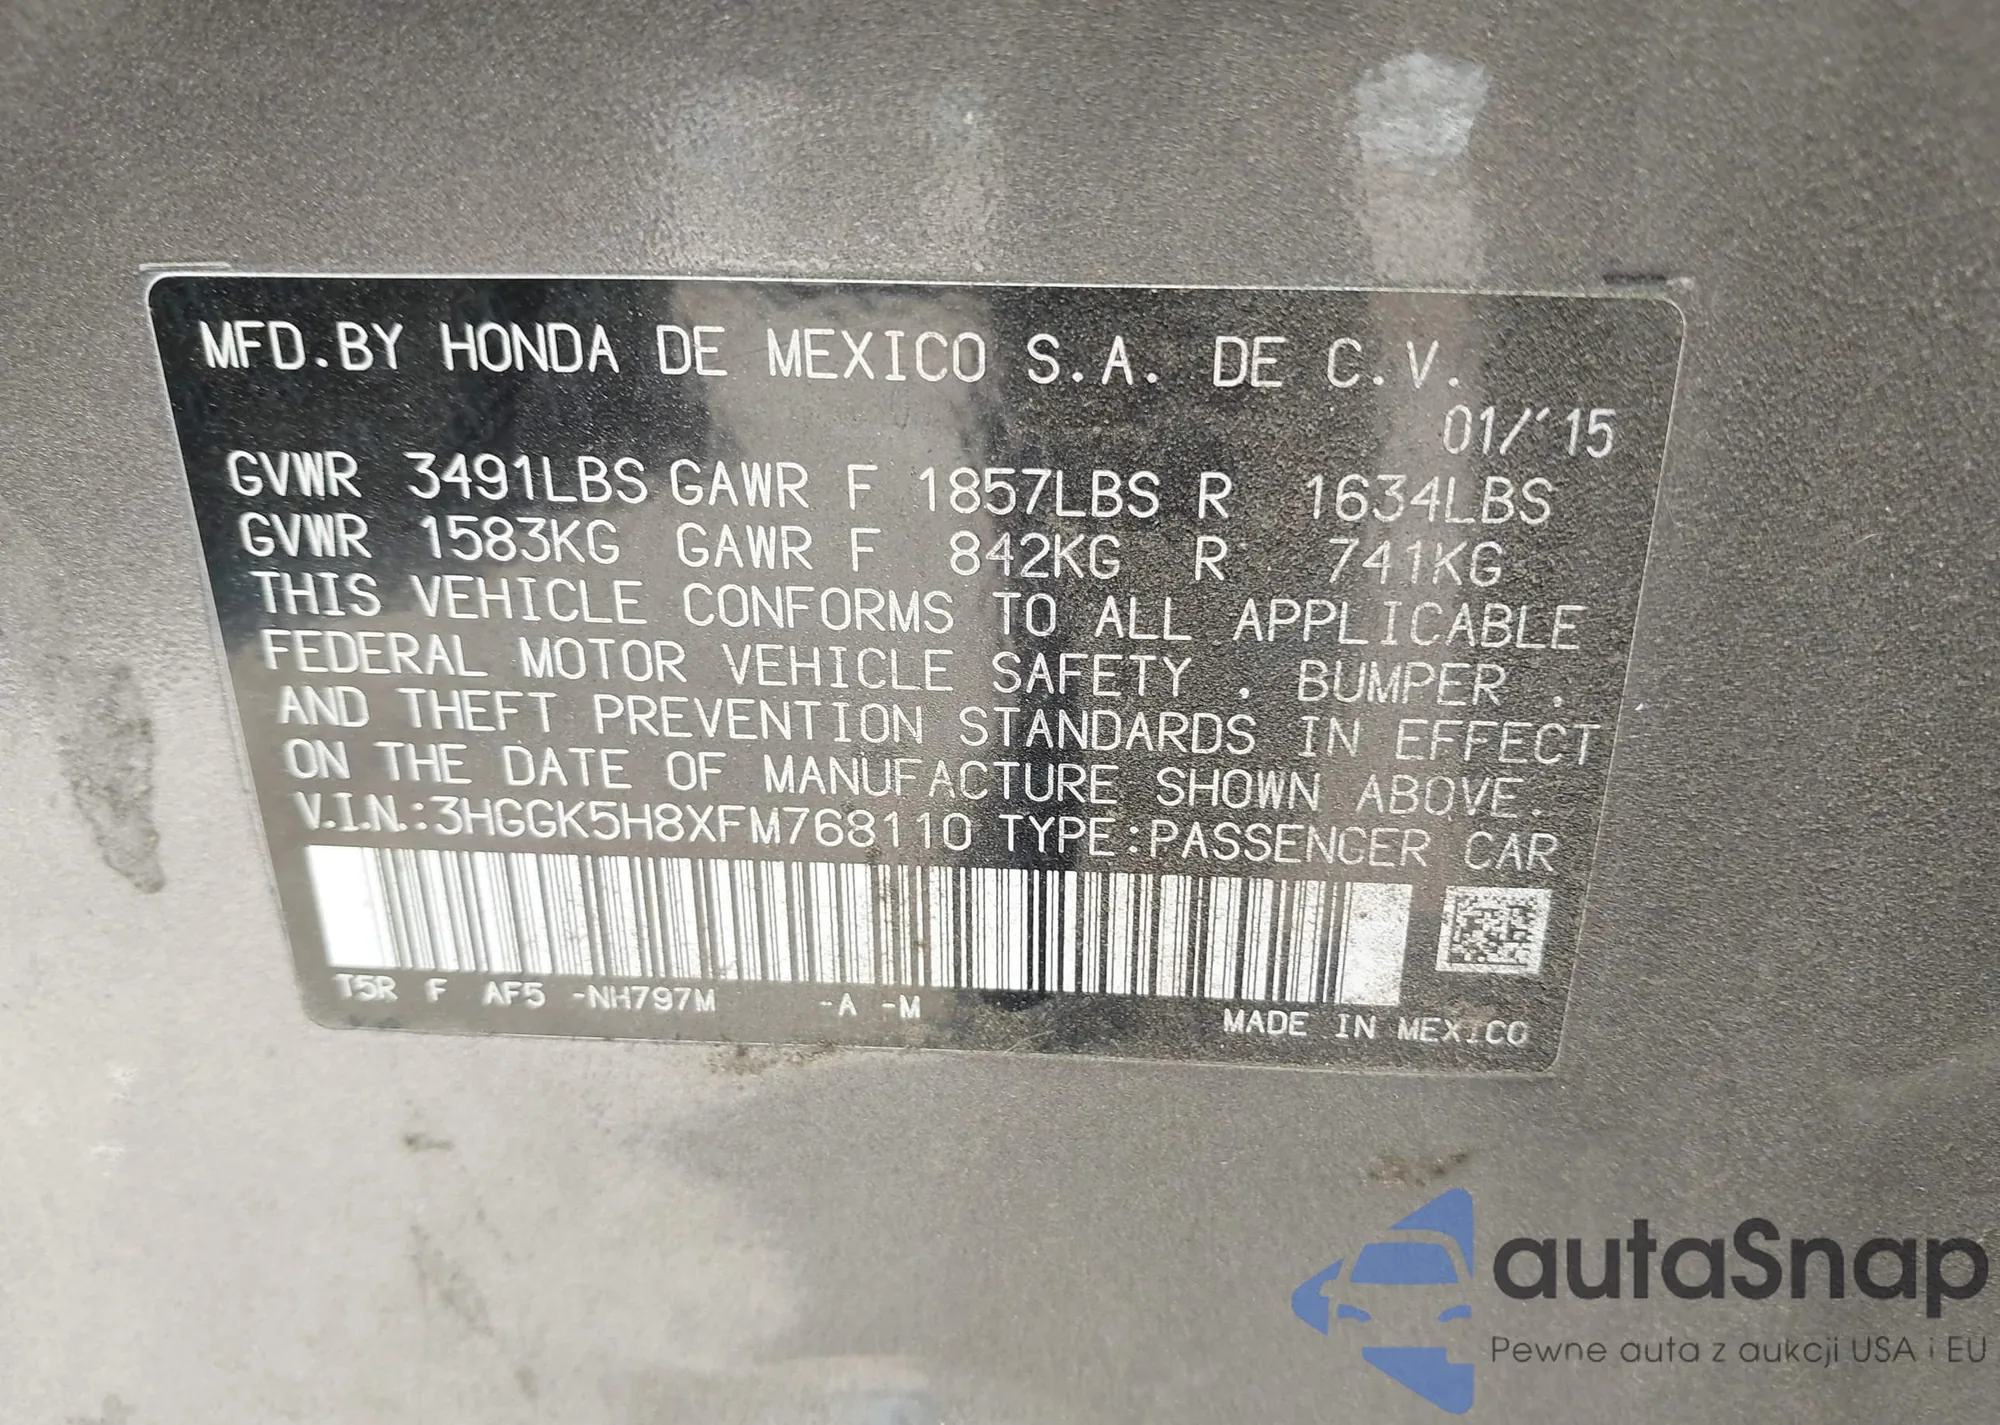 MFD.BY HONDA DE MEXICO S.A. DE C.V.
01/'15
GVWR 3491LBS GAWR F 1857LBS R 1634LBS
GVWR 1583KG GAWR F 842KG R 741KG
THIS VEHICLE CONFORMS TO ALL APPLICABLE
FEDERAL MOTOR VEHICLE SAFETY , BUMPER ,
AND THEFT PREVENTION STANDARDS IN EFFECT
ON THE DATE OF MANUFACTURE SHOWN ABOVE.
V.I.N.:3HGGK5H8XFM768110 TYPE:PASSENGER CAR
T5R F AF5 -NH797M -A -M
MADE IN MEXICO
autaSnap
Pewne auta z aukcji USA i EU